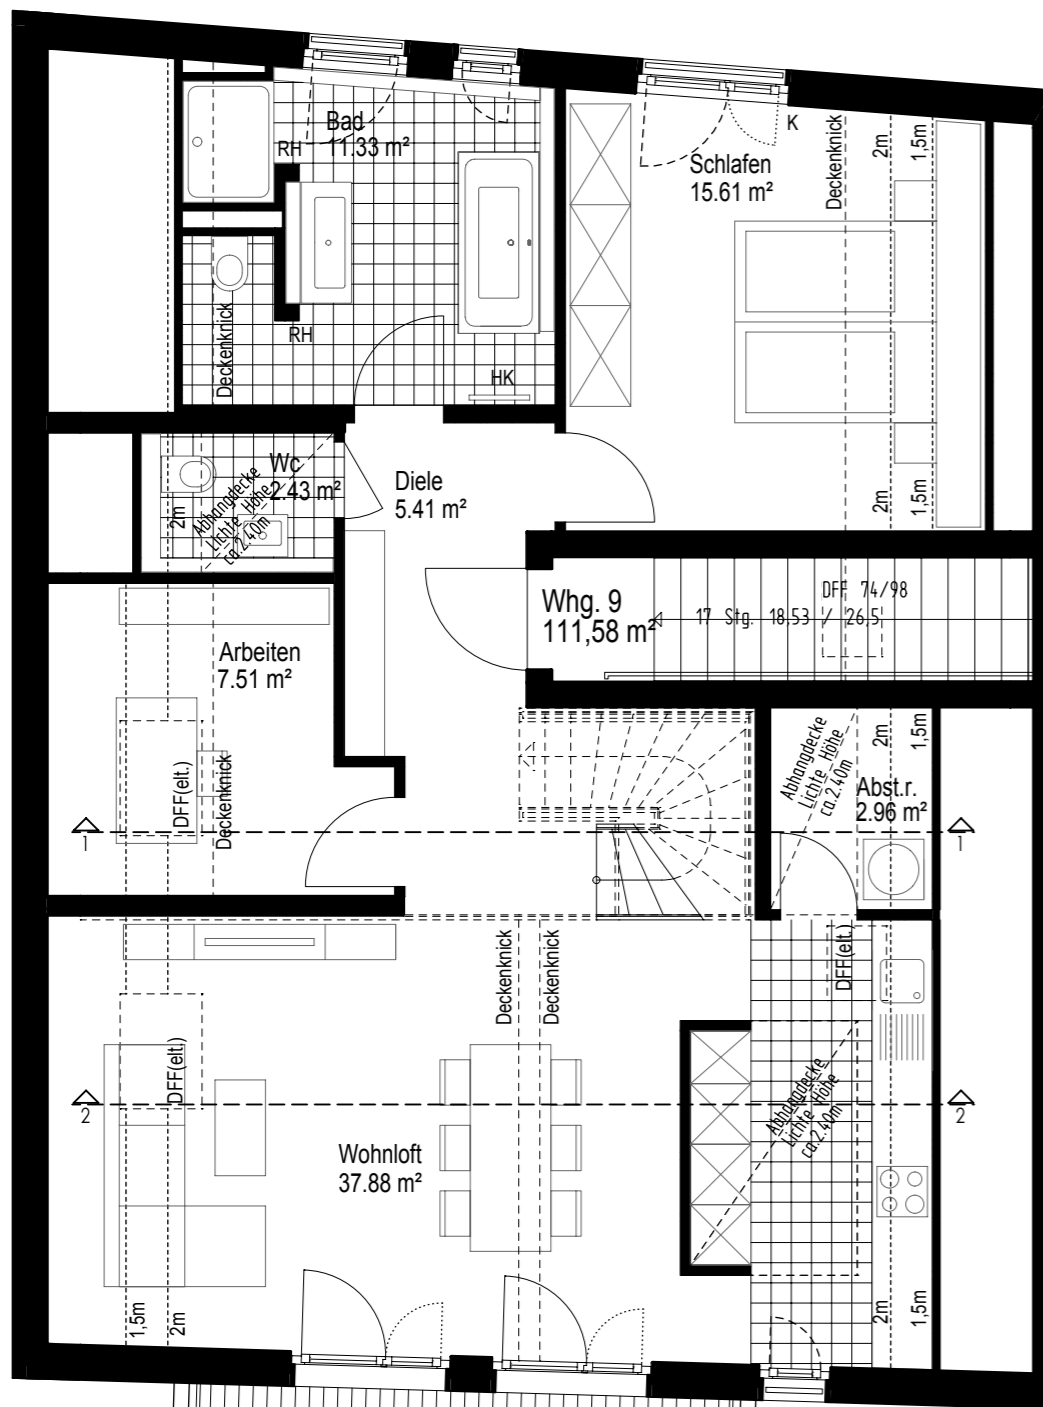 Bad
11.33 m²
RH
RH
HK
Deckenknick
K
Schlafen
15.61 m²
Deckenknick
2m
1,5m
2m
1,5m
Wc
2.43 m²
2m
Abhangdecke
Lichte Höhe
ca.2.40m
Diele
5.41 m²
Whg. 9
111,58 m²
17 Stg. 18,53 / 26,5
DFF 74/98
Arbeiten
7.51 m²
DFF(elt.)
Deckenknick
Abhangdecke
Lichte Höhe
ca.2.40m
2m
1,5m
Abst.r.
2.96 m²
1
1
DFF(elt.)
Deckenknick
Deckenknick
DFF(elt.)
Abhangdecke
Lichte Höhe
ca.2.40m
2
2
Wohnloft
37.88 m²
1,5m
2m
2m
1,5m